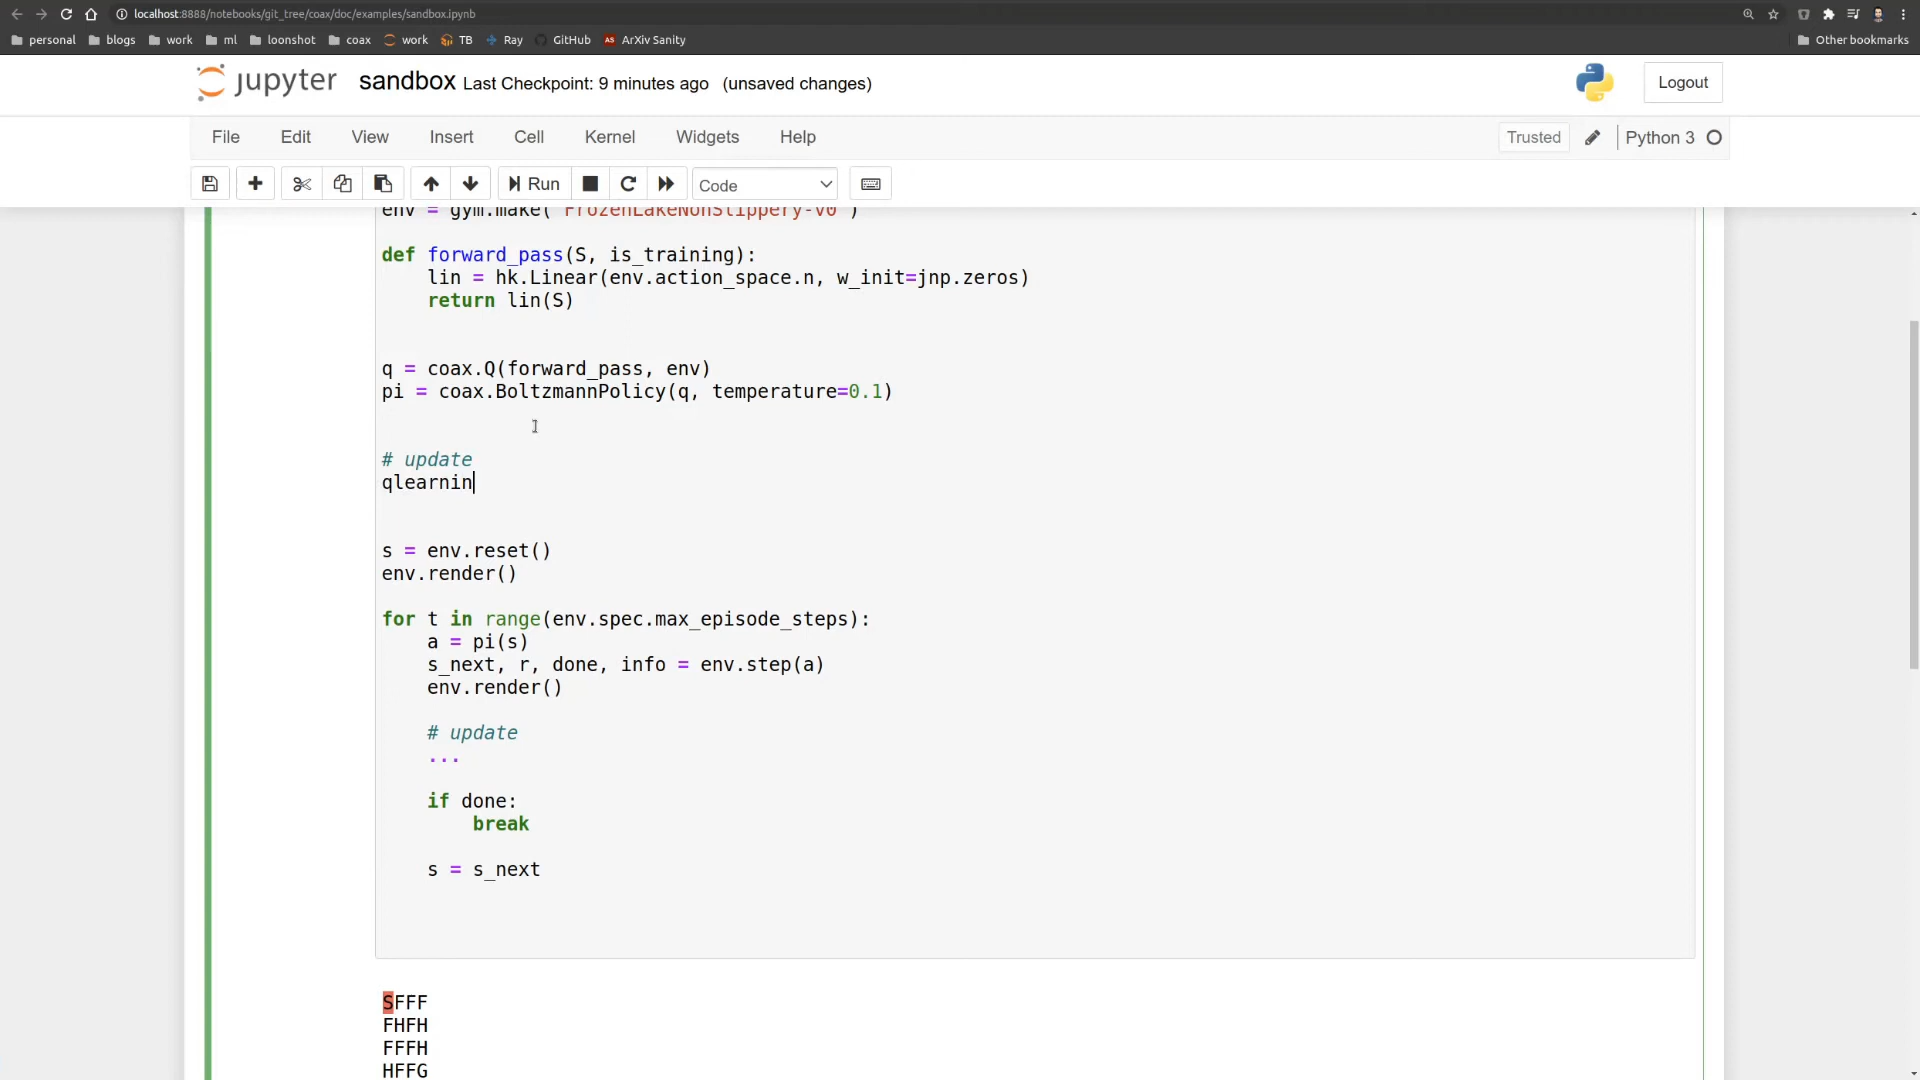 localhost:8888/notebooks/git_tree/coax/doc/examples/sandbox.ipynb
personal blogs work ml loonshot coax work TB Ray GitHub ArXiv Sanity Other bookmarks
jupyter sandbox Last Checkpoint: 9 minutes ago (unsaved changes) Logout
File Edit View Insert Cell Kernel Widgets Help Trusted Python 3
Run Code
env = gym.make('FrozenLakeNonSlippery-v0')
def forward_pass(S, is_training):
    lin = hk.Linear(env.action_space.n, w_init=jnp.zeros)
    return lin(S)
q = coax.Q(forward_pass, env)
pi = coax.BoltzmannPolicy(q, temperature=0.1)
# update
qlearnin
s = env.reset()
env.render()
for t in range(env.spec.max_episode_steps):
    a = pi(s)
    s_next, r, done, info = env.step(a)
    env.render()
    # update
    ...
    if done:
        break
    s = s_next
SFFF
FHFH
FFFH
HFFG